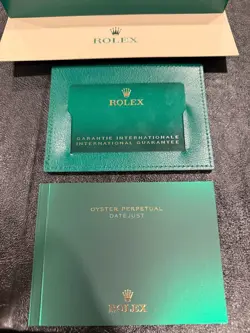 ROLEX
ROLEX
GARANTIE INTERNATIONALE
INTERNATIONAL GUARANTEE
OYSTER PERPETUAL
DATEJUST
ROLEX